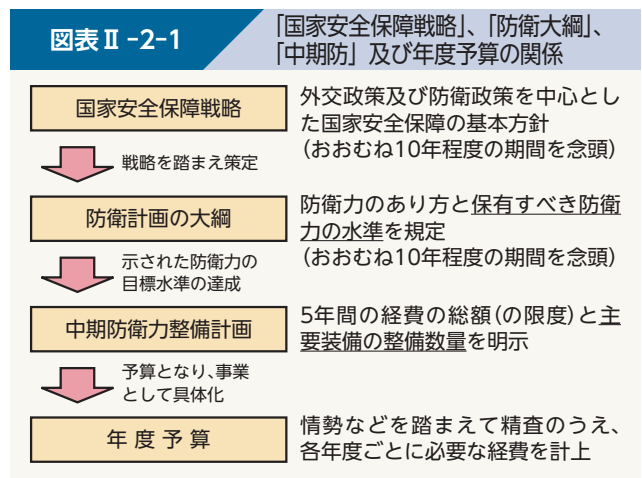 図表Ⅱ-2-1
「国家安全保障戦略」、「防衛大綱」、
「中期防」及び年度予算の関係
国家安全保障戦略
外交政策及び防衛政策を中心とし
た国家安全保障の基本方針
（おおむね10年程度の期間を念頭）
戦略を踏まえ策定
防衛計画の大綱
防衛力のあり方と保有すべき防衛
力の水準を規定
（おおむね10年程度の期間を念頭）
示された防衛力の
目標水準の達成
中期防衛力整備計画
5年間の経費の総額（の限度）と主
要装備の整備数量を明示
予算となり、事業
として具体化
年度予算
情勢などを踏まえて精査のうえ、
各年度ごとに必要な経費を計上